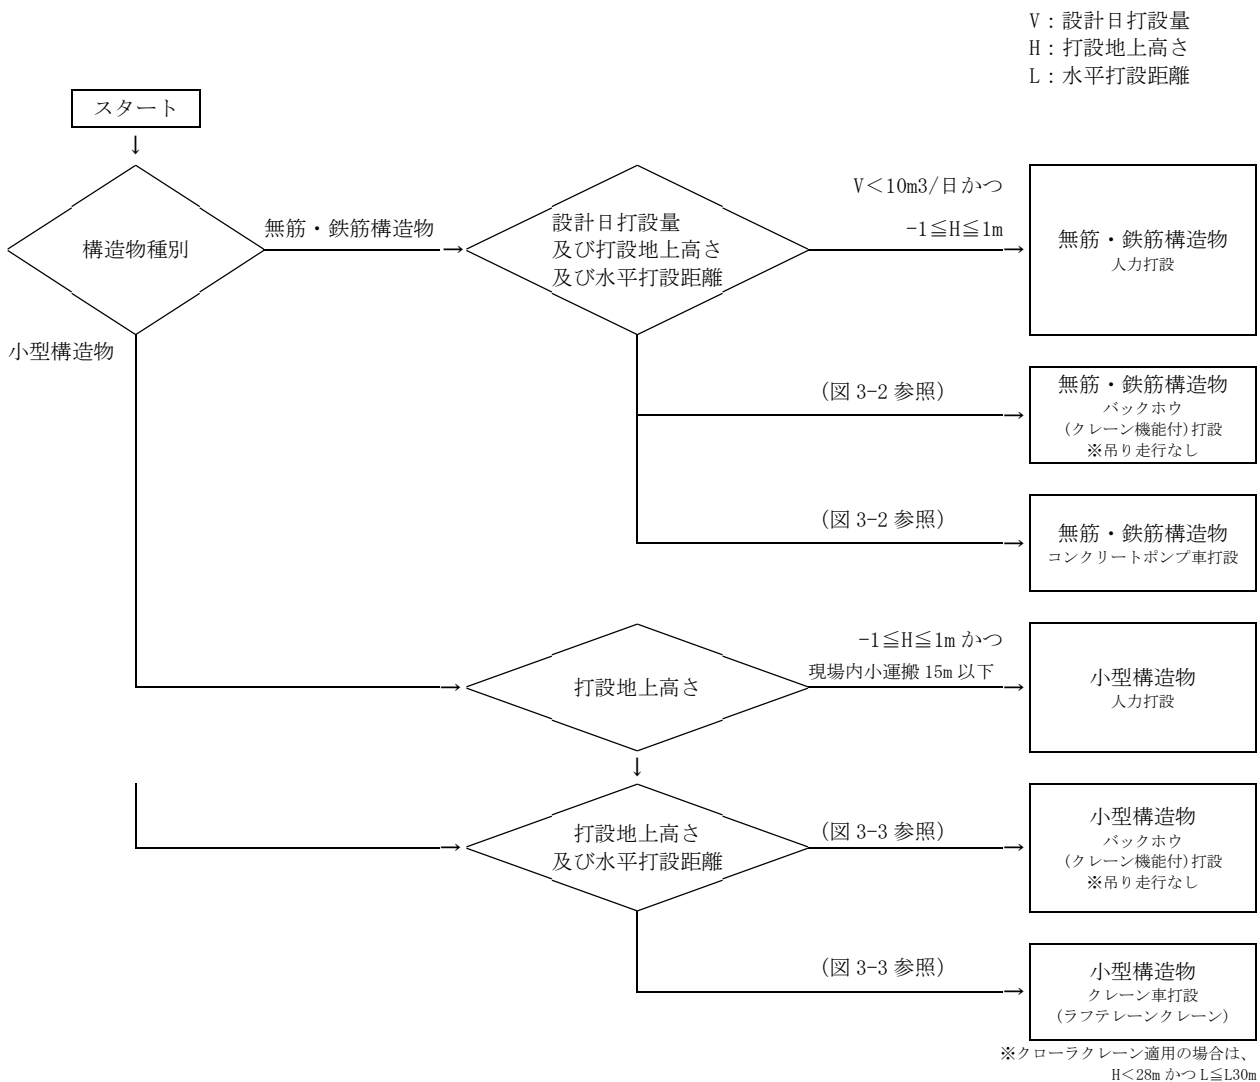 V：設計日打設量
H：打設地上高さ
L：水平打設距離
スタート
構造物種別
無筋・鉄筋構造物
設計日打設量
及び打設地上高さ
及び水平打設距離
V＜10m3/日かつ
-1≦H≦1m
無筋・鉄筋構造物
人力打設
小型構造物
(図 3-2 参照)
無筋・鉄筋構造物
バックホウ
(クレーン機能付)打設
※吊り走行なし
(図 3-2 参照)
無筋・鉄筋構造物
コンクリートポンプ車打設
打設地上高さ
-1≦H≦1m かつ
現場内小運搬 15m 以下
小型構造物
人力打設
打設地上高さ
及び水平打設距離
(図 3-3 参照)
小型構造物
バックホウ
(クレーン機能付)打設
※吊り走行なし
(図 3-3 参照)
小型構造物
クレーン車打設
(ラフテレーンクレーン)
※クローラクレーン適用の場合は、
H＜28m かつ L≦L30m